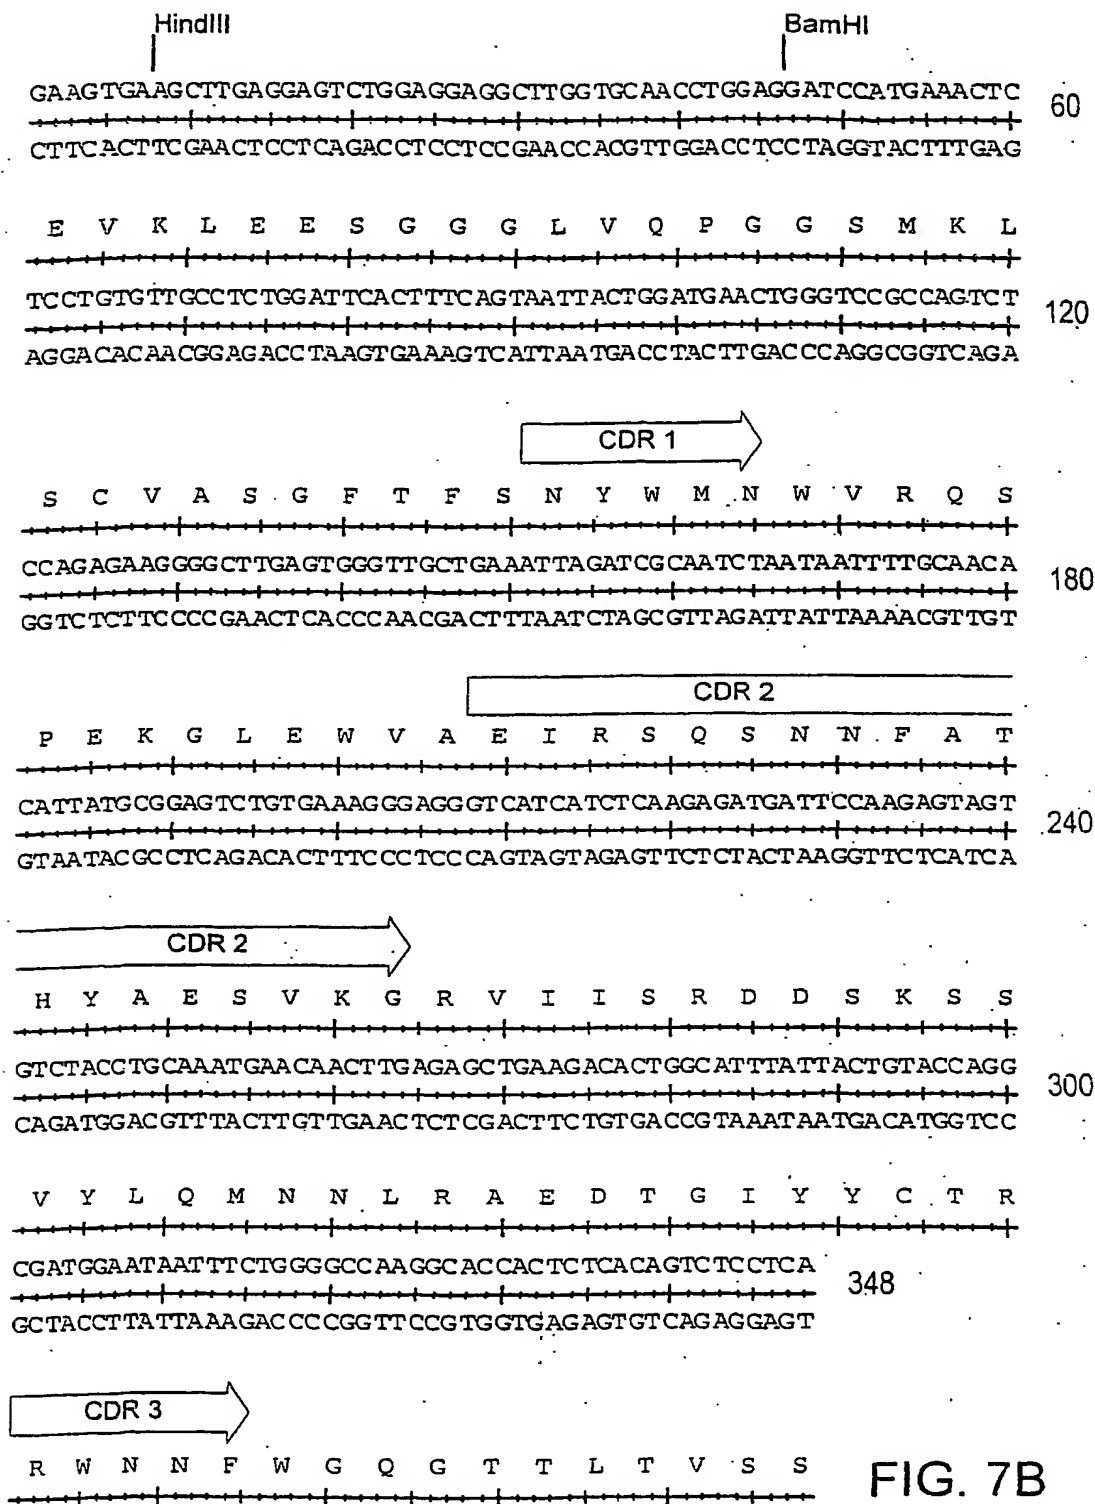 HindIII BamHI
GAAGTGAAGCTTGAGGAGTCTGGAGGAGGCTTGGTGCAACCTGGAGGATCCATGAAACTC
60
CTTCACTTCGAACTCCTCAGACCTCCTCCGAACCACGTTGGACCTCCTAGGTACTTTGAG
E V K L E E S G G G L V Q P G G S M K L
TCCTGTGTTGCCTCTGGATTCACTTTCAGTAATTACTGGATGAACTGGGTCCGCCAGTCT
120
AGGACACAACGGAGACCTAAGTGAAAGTCATTAATGACCTACTTGACCCAGGCGGTCAGA
CDR 1
S C V A S G F T F S N Y W M N W V R Q S
CCAGAGAAGGGGCTTGAGTGGGTTGCTGAAATTAGATCGCAATCTAATAATTTTGCAACA
180
GGTCTCTTCCCCGAACTCACCCAACGACTTTAATCTAGCGTTAGATTATTAAAACGTTGT
CDR 2
P E K G L E W V A E I R S Q S N N F A T
CATTATGCGGAGTCTGTGAAAGGGAGGGTCATCATCTCAAGAGATGATTCCAAGAGTAGT
240
GTAATACGCCTCAGACACTTTCCCTCCCAGTAGTAGAGTTCTCTACTAAGGTTCTCATCA
CDR 2
H Y A E S V K G R V I I S R D D S K S S
GTCTACCTGCAAATGAACAACTTGAGAGCTGAAGACACTGGCATTTATTACTGTACCAGG
300
CAGATGGACGTTTACTTGTTGAACTCTCGACTTCTGTGACCGTAAATAATGACATGGTCC
V Y L Q M N N L R A E D T G I Y Y C T R
CGATGGAATAATTTCTGGGGCCAAGGCACCACTCTCACAGTCTCCTCA
348
GCTACCTTATTAAAGACCCCGGTTCCGTGGTGAGAGTGTCAGAGGAGT
CDR 3
R W N N F W G Q G T T L T V S S
FIG. 7B